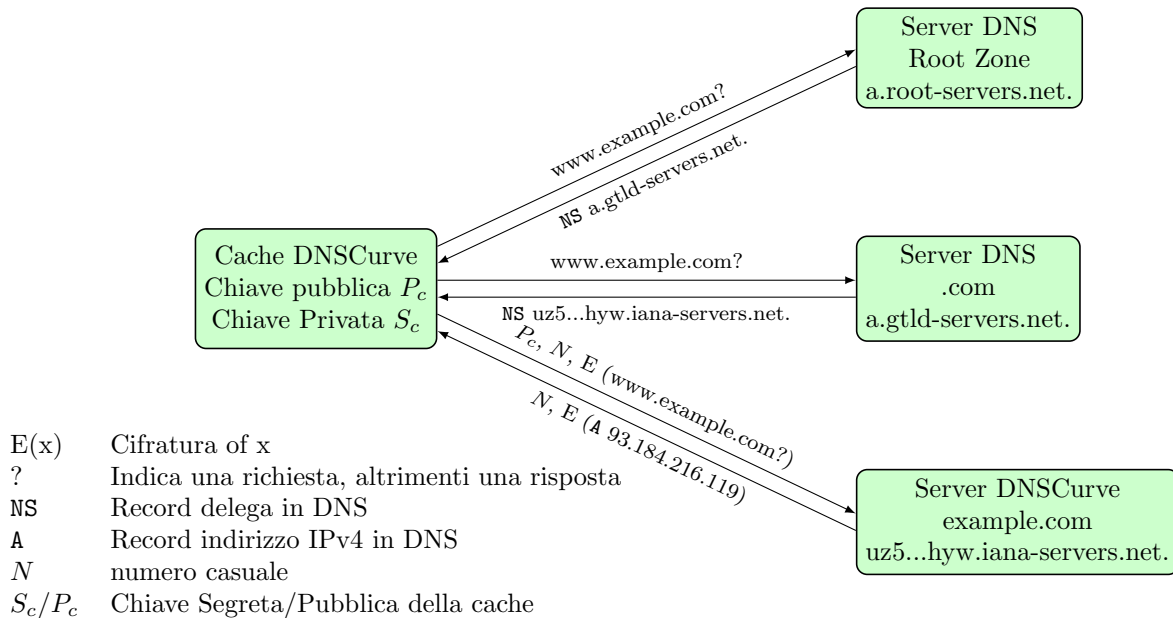 Server DNS
Root Zone
a.root-servers.net.
www.example.com?
NS a.gtld-servers.net.
Cache DNSCurve
Chiave pubblica P_c
Chiave Privata S_c
www.example.com?
NS uz5...hyw.iana-servers.net.
Server DNS
.com
a.gtld-servers.net.
P_c, N, E (www.example.com?)
N, E (A 93.184.216.119)
Server DNSCurve
example.com
uz5...hyw.iana-servers.net.
E(x) Cifratura of x
? Indica una richiesta, altrimenti una risposta
NS Record delega in DNS
A Record indirizzo IPv4 in DNS
N numero casuale
S_c/P_c Chiave Segreta/Pubblica della cache